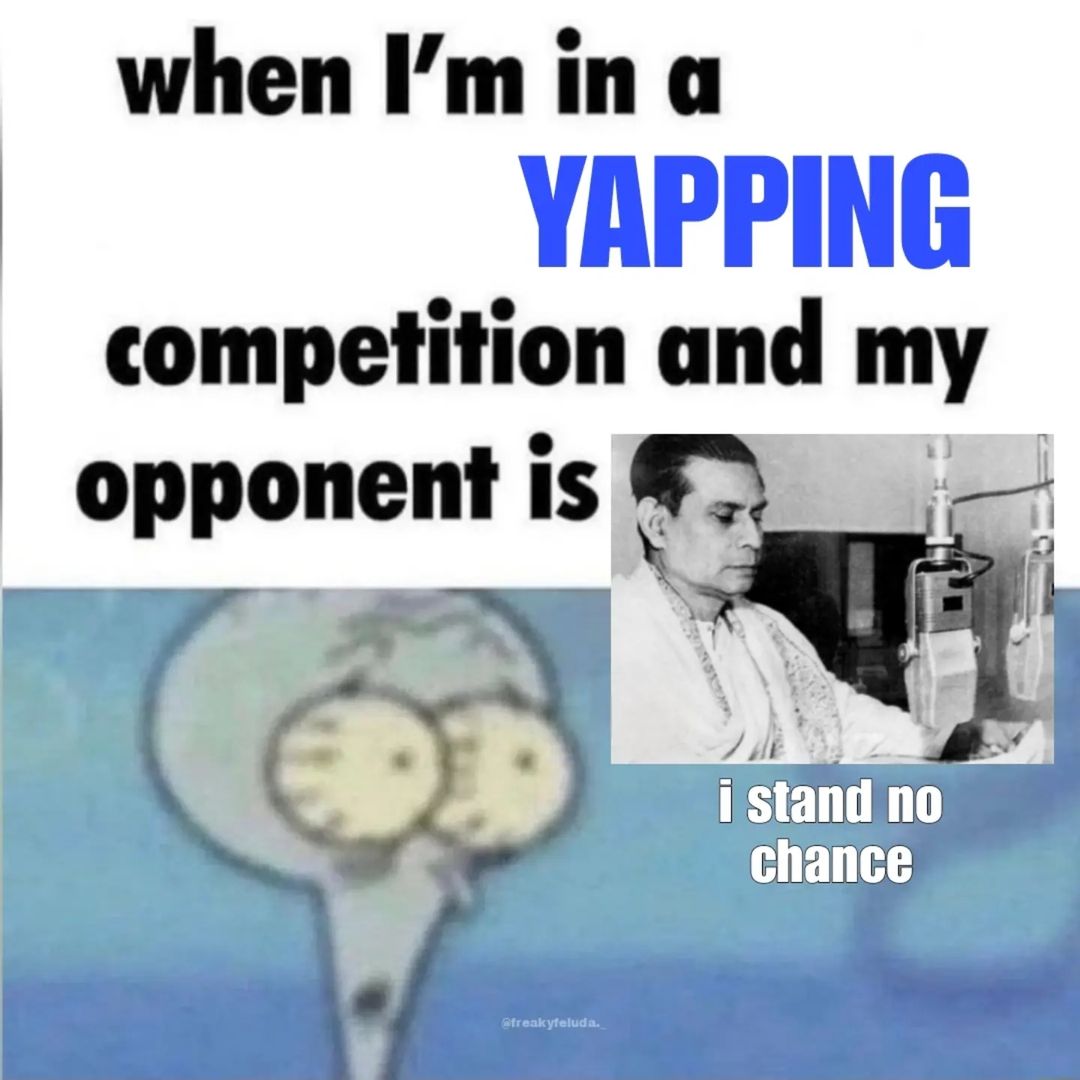 when I'm in a
YAPPING
competition and my
opponent is
i stand no
chance
@freakyfeluda._